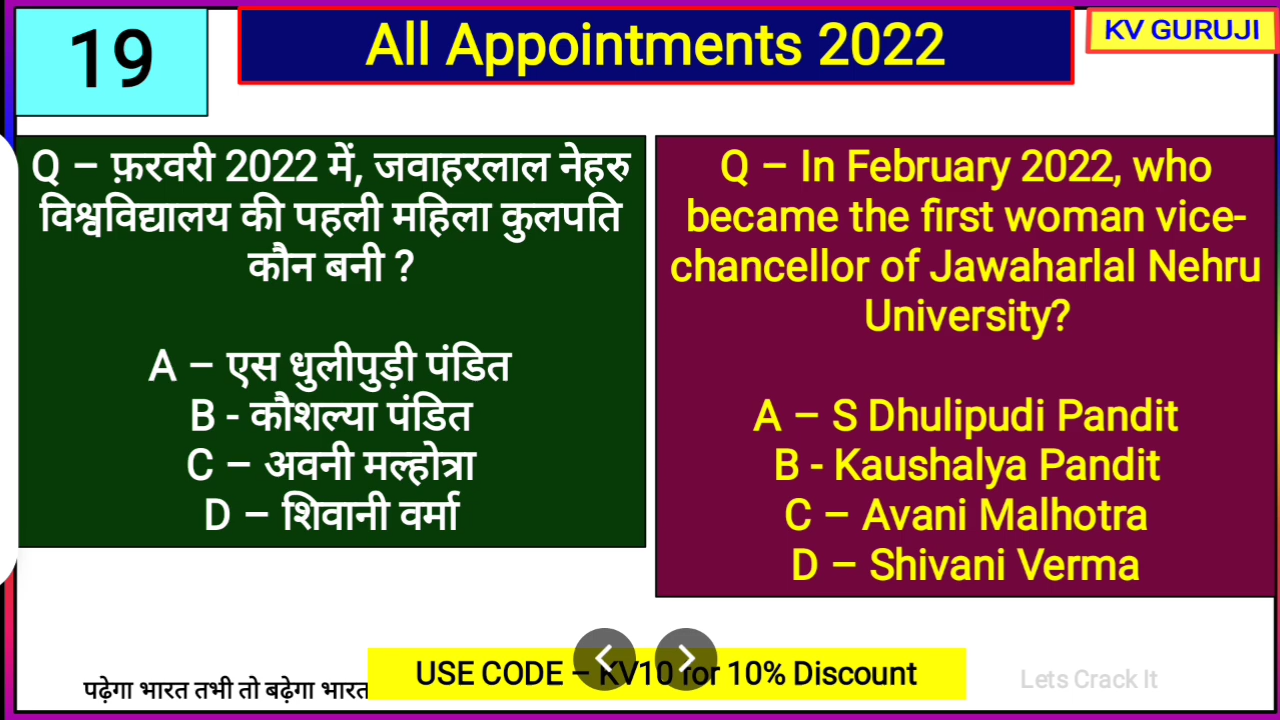 19
All Appointments 2022
KV GURUJI
Q – फ़रवरी 2022 में, जवाहरलाल नेहरु
विश्वविद्यालय की पहली महिला कुलपति
कौन बनी ?
A – एस धुलीपुड़ी पंडित
B - कौशल्या पंडित
C – अवनी मल्होत्रा
D – शिवानी वर्मा
Q – In February 2022, who
became the first woman vice-
chancellor of Jawaharlal Nehru
University?
A – S Dhulipudi Pandit
B - Kaushalya Pandit
C – Avani Malhotra
D – Shivani Verma
पढ़ेगा भारत तभी तो बढ़ेगा भारत
USE CODE – KV10 for 10% Discount
Lets Crack It